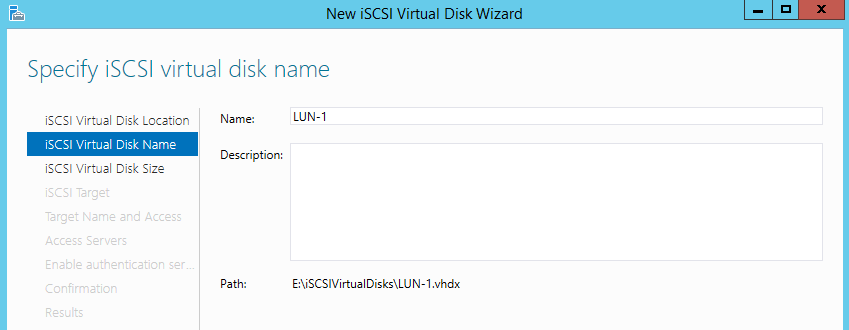 New iSCSI Virtual Disk Wizard
Specify iSCSI virtual disk name
iSCSI Virtual Disk Location
iSCSI Virtual Disk Name
iSCSI Virtual Disk Size
iSCSI Target
Target Name and Access
Access Servers
Enable authentication ser...
Confirmation
Results
Name: LUN-1
Description:
Path: E:\iSCSIVirtualDisks\LUN-1.vhdx